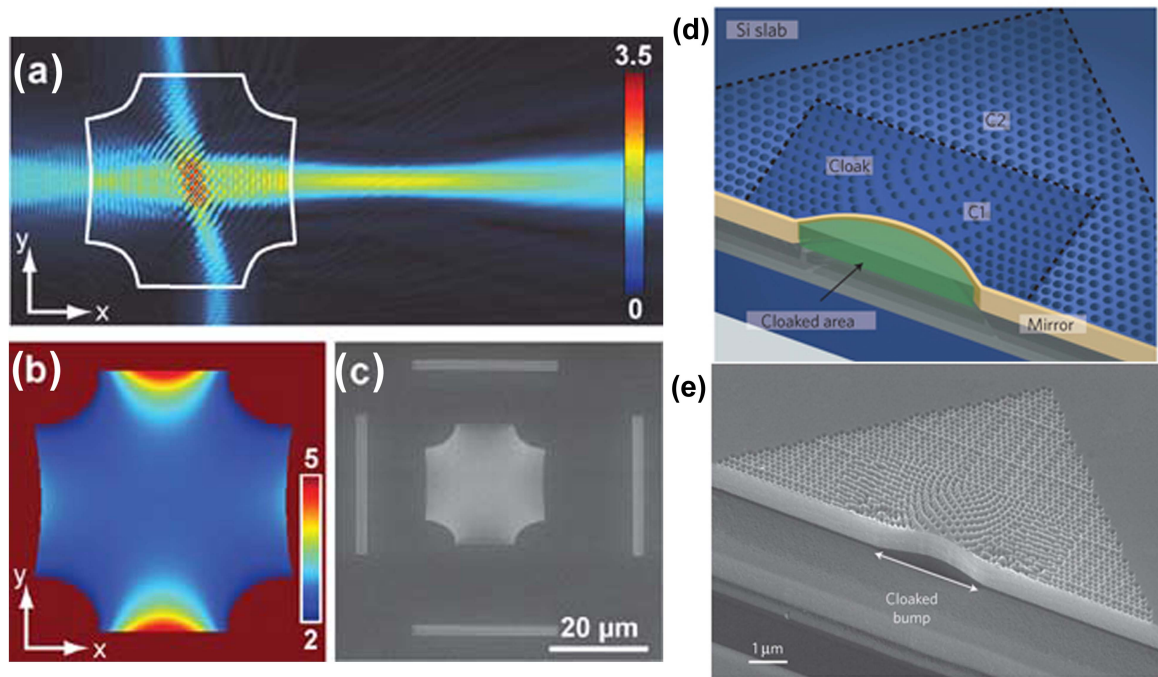 (a)
3.5
0
y
x
(b)
5
2
y
x
(c)
20 μm
(d)
Si slab
C2
Cloak
C1
Cloaked area
Mirror
(e)
Cloaked
bump
1 μm